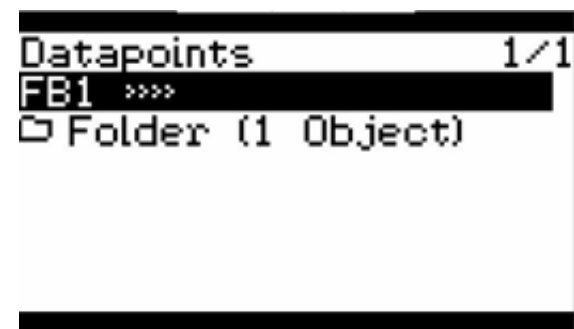 Datapoints 1/1
FB1 »»
Folder (1 Object)